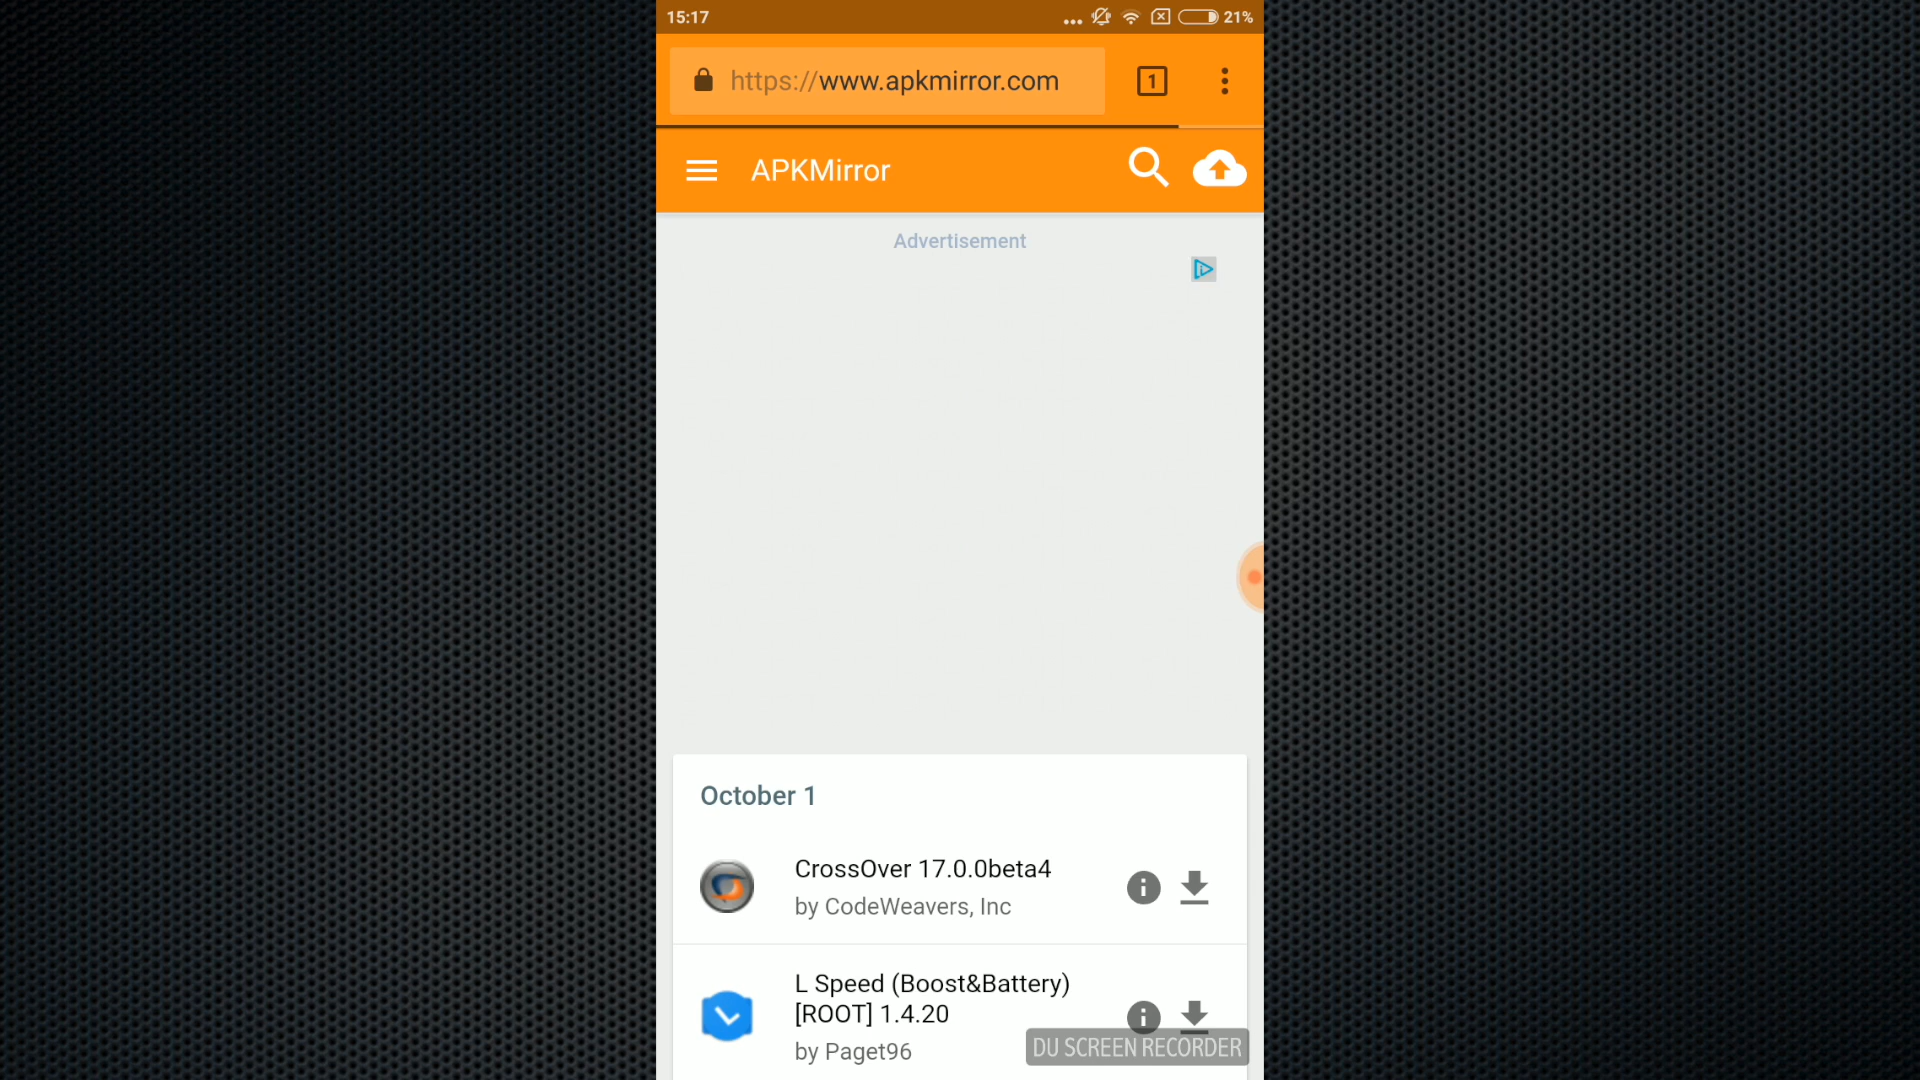 15:17
21%
https://www.apkmirror.com
1
APKMirror
Advertisement
October 1
CrossOver 17.0.0beta4
by CodeWeavers, Inc
L Speed (Boost&Battery)
[ROOT] 1.4.20
by Paget96
DU SCREEN RECORDER